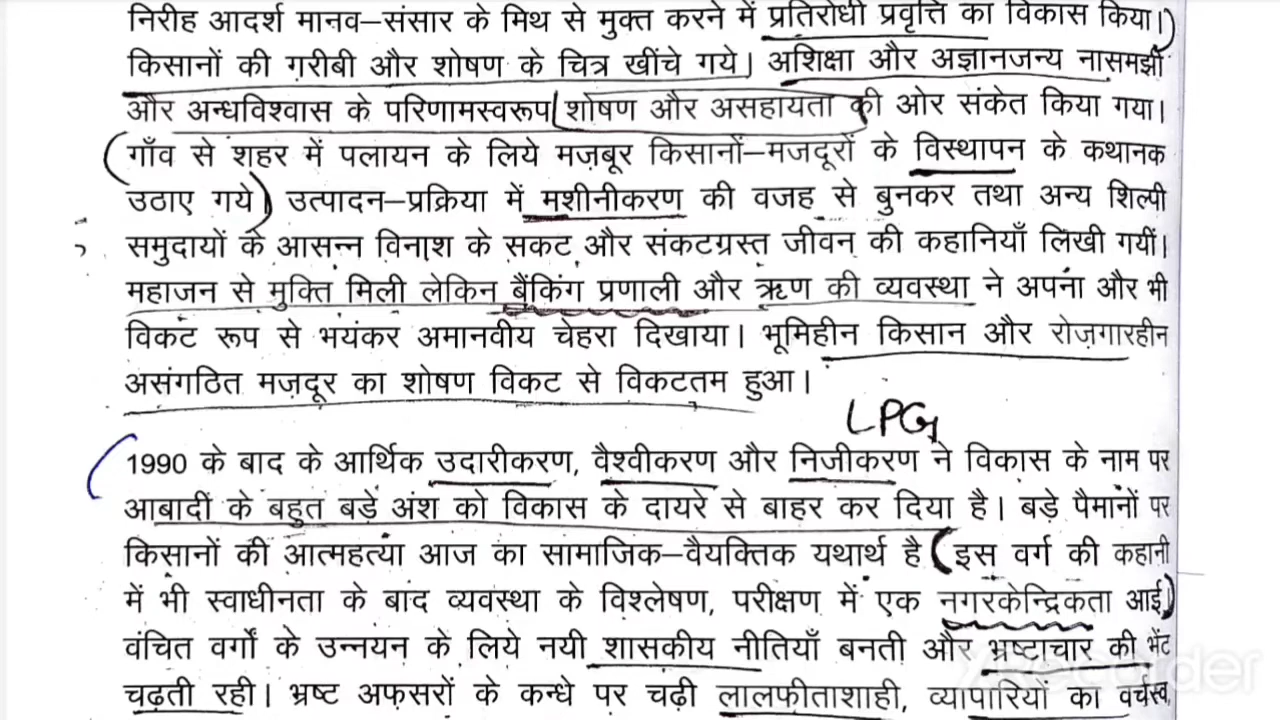 निरीह आदर्श मानव–संसार के मिथ से मुक्त करने में प्रतिरोधी प्रवृत्ति का विकास किया।
किसानों की ग़रीबी और शोषण के चित्र खींचे गये। अशिक्षा और अज्ञानजन्य नासमझी
और अन्धविश्वास के परिणामस्वरूप शोषण और असहायता की ओर संकेत किया गया।
गाँव से शहर में पलायन के लिये मज़बूर किसानों–मजदूरों के विस्थापन के कथानक
उठाए गये। उत्पादन–प्रक्रिया में मशीनीकरण की वजह से बुनकर तथा अन्य शिल्पी
समुदायों के आसन्न विनाश के सकट और संकटग्रस्त जीवन की कहानियाँ लिखी गयीं।
महाजन से मुक्ति मिली लेकिन बैंकिंग प्रणाली और ऋण की व्यवस्था ने अपना और भी
विकट रूप से भयंकर अमानवीय चेहरा दिखाया। भूमिहीन किसान और रोज़गारहीन
असंगठित मज़दूर का शोषण विकट से विकटतम हुआ।
LPG
1990 के बाद के आर्थिक उदारीकरण, वैश्वीकरण और निजीकरण ने विकास के नाम पर
आबादी के बहुत बड़े अंश को विकास के दायरे से बाहर कर दिया है। बड़े पैमानों पर
किसानों की आत्महत्या आज का सामाजिक–वैयक्तिक यथार्थ है इस वर्ग की कहानी
में भी स्वाधीनता के बाद व्यवस्था के विश्लेषण, परीक्षण में एक नगरकेन्द्रिकता आई
वंचित वर्गों के उन्नयन के लिये नयी शासकीय नीतियाँ बनती और भ्रष्टाचार की भेंट
चढ़ती रही। भ्रष्ट अफ़सरों के कन्धे पर चढ़ी लालफीताशाही, व्यापारियों का वर्चस्व,
XRecorder